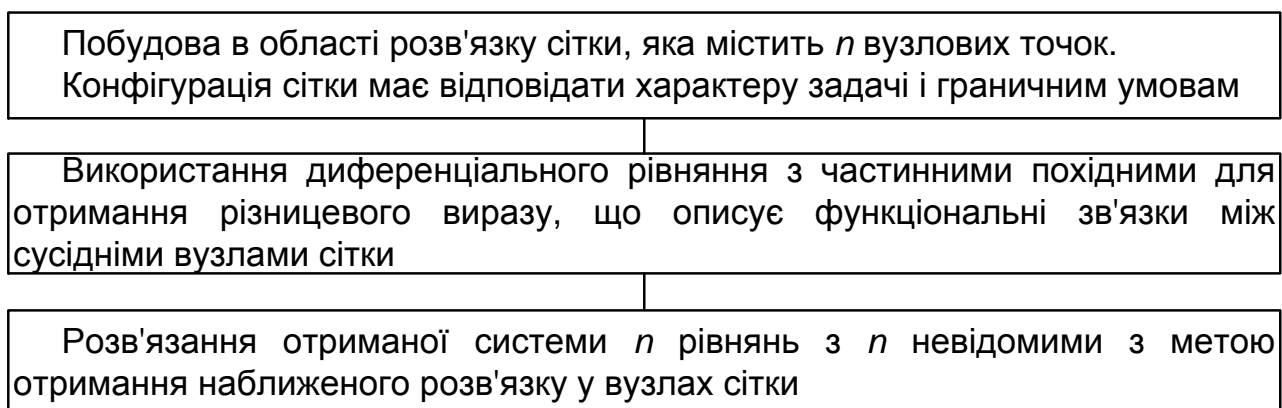 Побудова в області розв'язку сітки, яка містить n вузлових точок.
Конфігурація сітки має відповідати характеру задачі і граничним умовам
Використання диференціального рівняння з частинними похідними для
отримання різницевого виразу, що описує функціональні зв'язки між
сусідніми вузлами сітки
Розв'язання отриманої системи n рівнянь з n невідомими з метою
отримання наближеного розв'язку у вузлах сітки